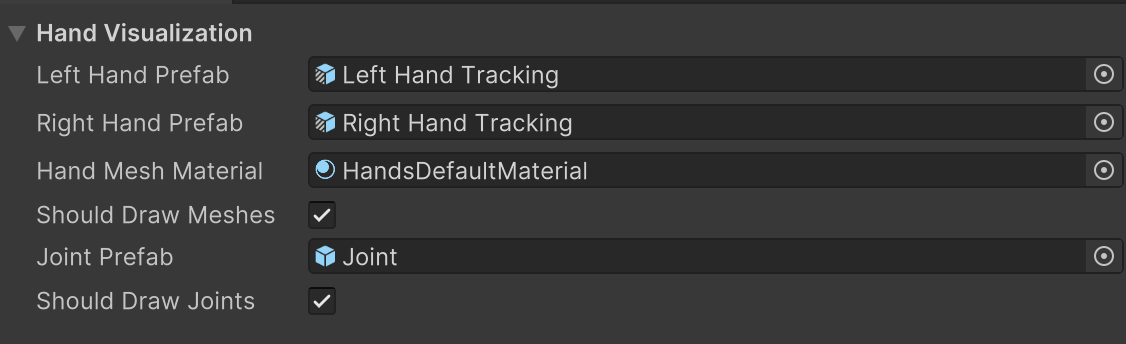 Hand Visualization
Left Hand Prefab Left Hand Tracking
Right Hand Prefab Right Hand Tracking
Hand Mesh Material HandsDefaultMaterial
Should Draw Meshes
Joint Prefab Joint
Should Draw Joints